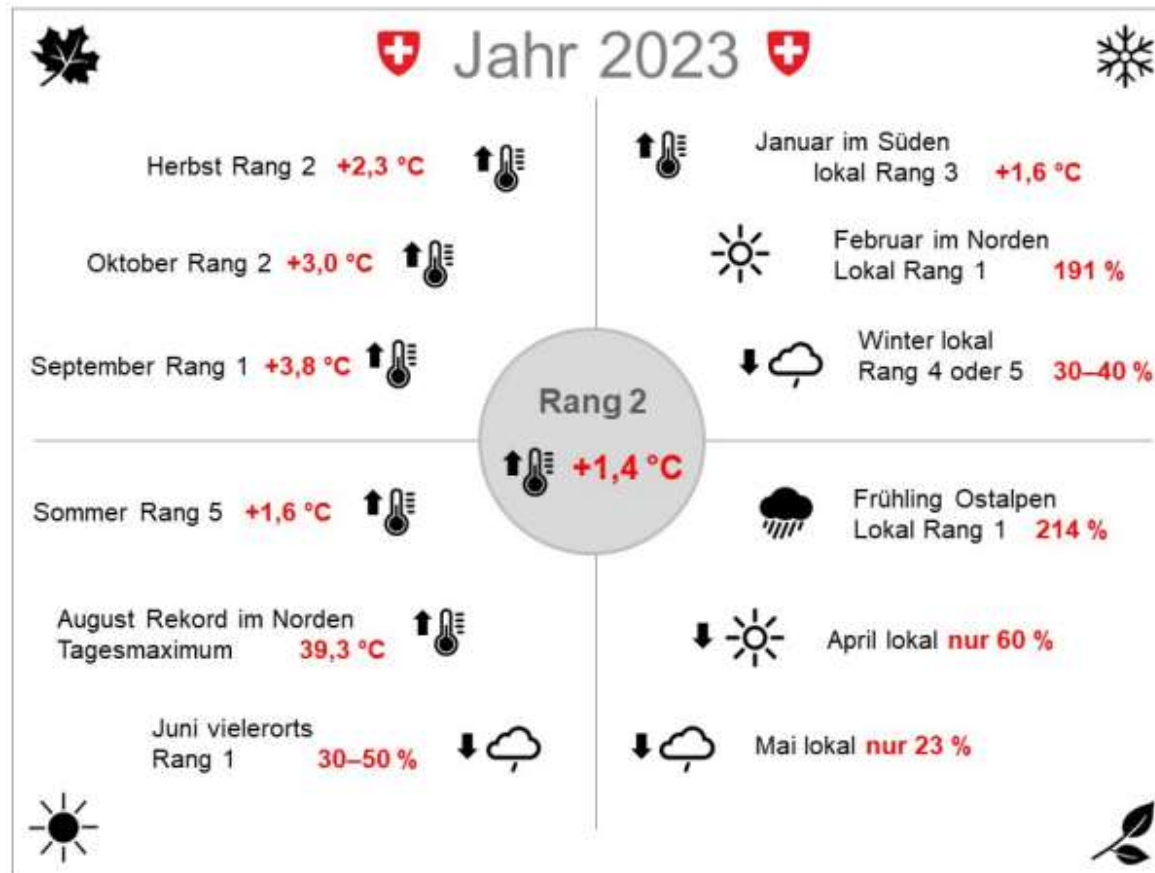 Jahr 2023
Herbst Rang 2 +2,3 °C
Oktober Rang 2 +3,0 °C
September Rang 1 +3,8 °C
Januar im Süden
lokal Rang 3 +1,6 °C
Februar im Norden
Lokal Rang 1 191 %
Winter lokal
Rang 4 oder 5 30–40 %
Rang 2
+1,4 °C
Sommer Rang 5 +1,6 °C
August Rekord im Norden
Tagesmaximum 39,3 °C
Juni vielerorts
Rang 1 30–50 %
Frühling Ostalpen
Lokal Rang 1 214 %
April lokal nur 60 %
Mai lokal nur 23 %